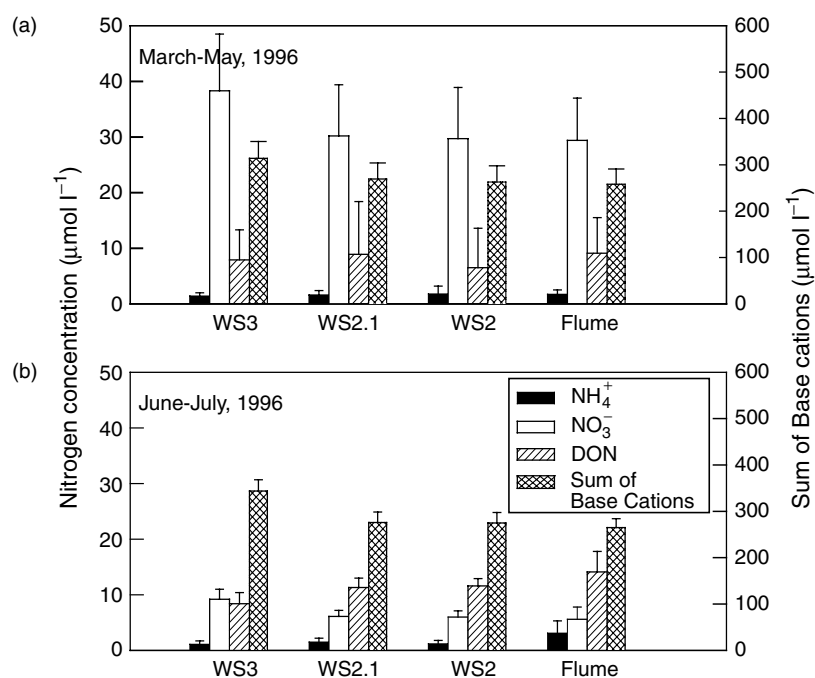 (a)
March-May, 1996
50
40
30
20
10
0
600
500
400
300
200
100
0
WS3 WS2.1 WS2 Flume
Nitrogen concentration (μmol l⁻¹)
Sum of Base cations (μmol l⁻¹)
(b)
June-July, 1996
50
40
30
20
10
0
600
500
400
300
200
100
0
NH₄⁺
NO₃⁻
DON
Sum of
Base Cations
WS3 WS2.1 WS2 Flume